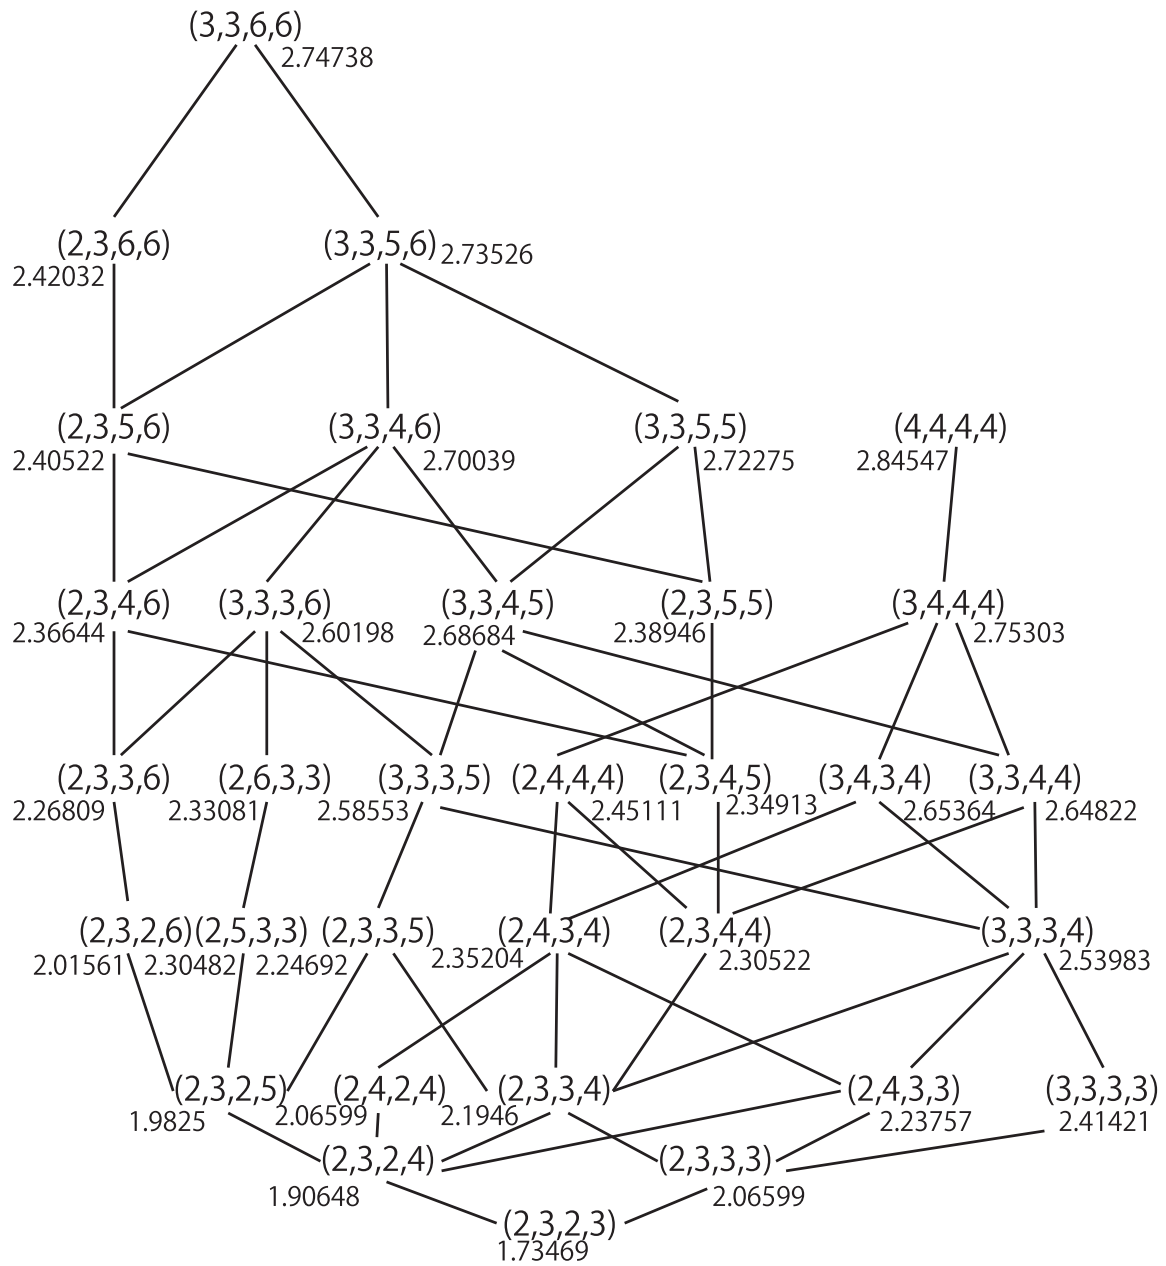 (3,3,6,6)
2.74738
(2,3,6,6) (3,3,5,6) 2.73526
2.42032
(2,3,5,6) (3,3,4,6) (3,3,5,5) (4,4,4,4)
2.40522 2.70039 2.72275 2.84547
(2,3,4,6) (3,3,3,6) (3,3,4,5) (2,3,5,5) (3,4,4,4)
2.36644 2.60198 2.68684 2.38946 2.75303
(2,3,3,6) (2,6,3,3) (3,3,3,5) (2,4,4,4) (2,3,4,5) (3,4,3,4) (3,3,4,4)
2.26809 2.33081 2.58553 2.45111 2.34913 2.65364 2.64822
(2,3,2,6) (2,5,3,3) (2,3,3,5) (2,4,3,4) (2,3,4,4) (3,3,3,4)
2.01561 2.30482 2.24692 2.35204 2.30522 2.53983
(2,3,2,5) (2,4,2,4) (2,3,3,4) (2,4,3,3) (3,3,3,3)
1.9825 2.06599 2.1946 2.23757 2.41421
(2,3,2,4) (2,3,3,3)
1.90648 2.06599
(2,3,2,3)
1.73469